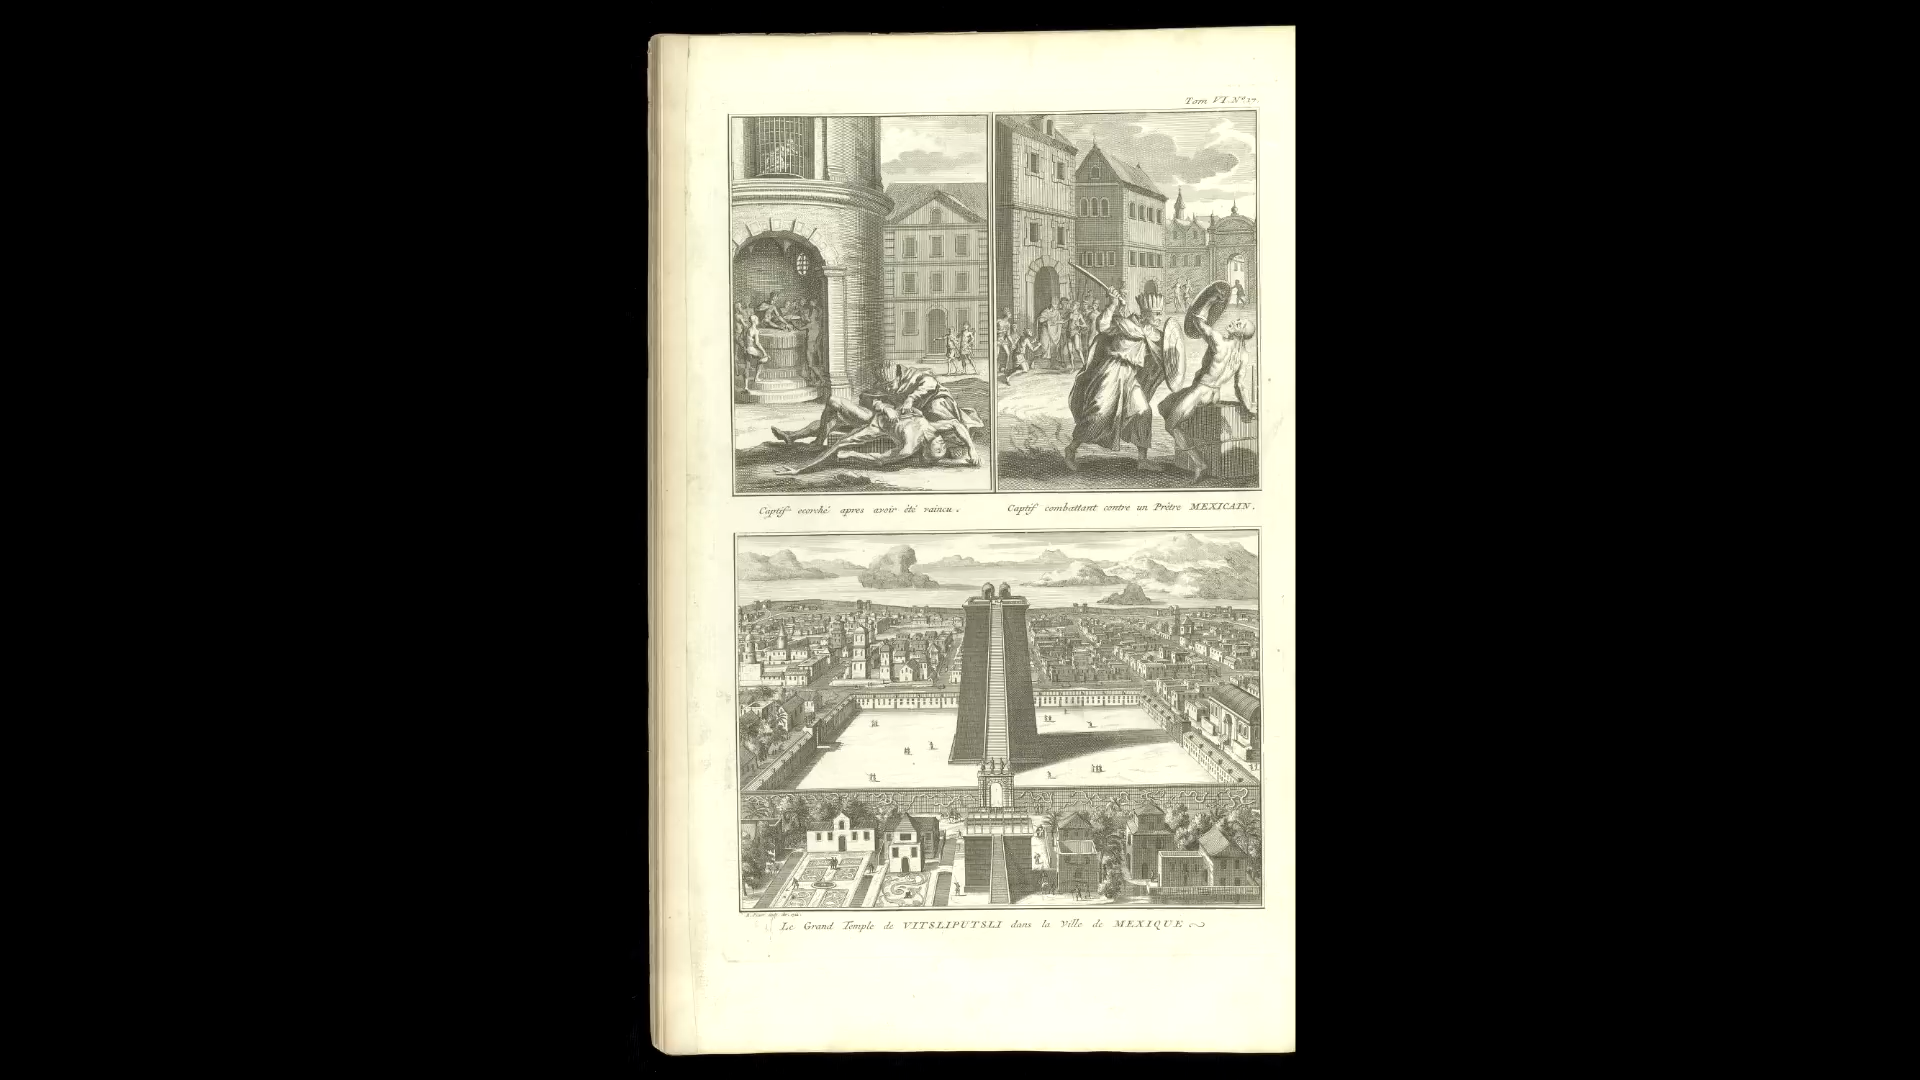 Tom VI. Nº 17.
Captif ecorché apres avoir été vaincu.
Captif combattant contre un Prêtre MEXICAIN.
Le Grand Temple de VITSLIPUTSLI dans la Ville de MEXIQUE